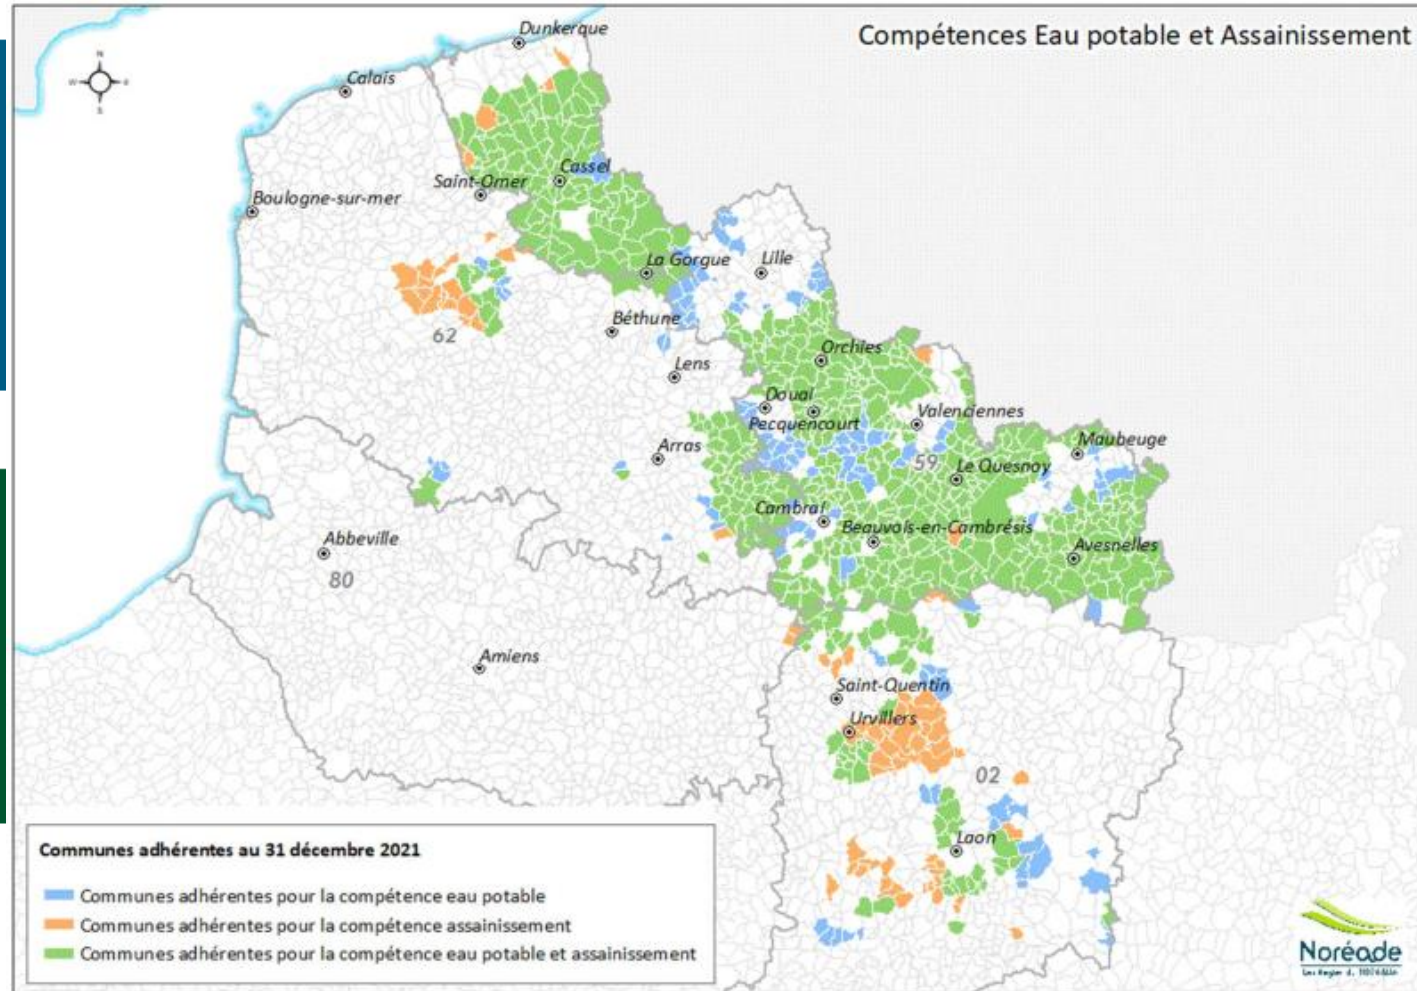 Compétences Eau potable et Assainissement
N
S
Dunkerque
Calais
Cassel
Saint-Omer
Boulogne-sur-mer
La Gorgue
Lille
Béthune
62
Orchies
Lens
Douai
Pecquencourt
Valenciennes
Maubeuge
Arras
59
Le Quesnoy
Cambrai
Beauvois-en-Cambrésis
Avesnelles
Abbeville
80
Amiens
Saint-Quentin
Urvillers
02
Laon
Communes adhérentes au 31 décembre 2021
Communes adhérentes pour la compétence eau potable
Communes adhérentes pour la compétence assainissement
Communes adhérentes pour la compétence eau potable et assainissement
Noréade